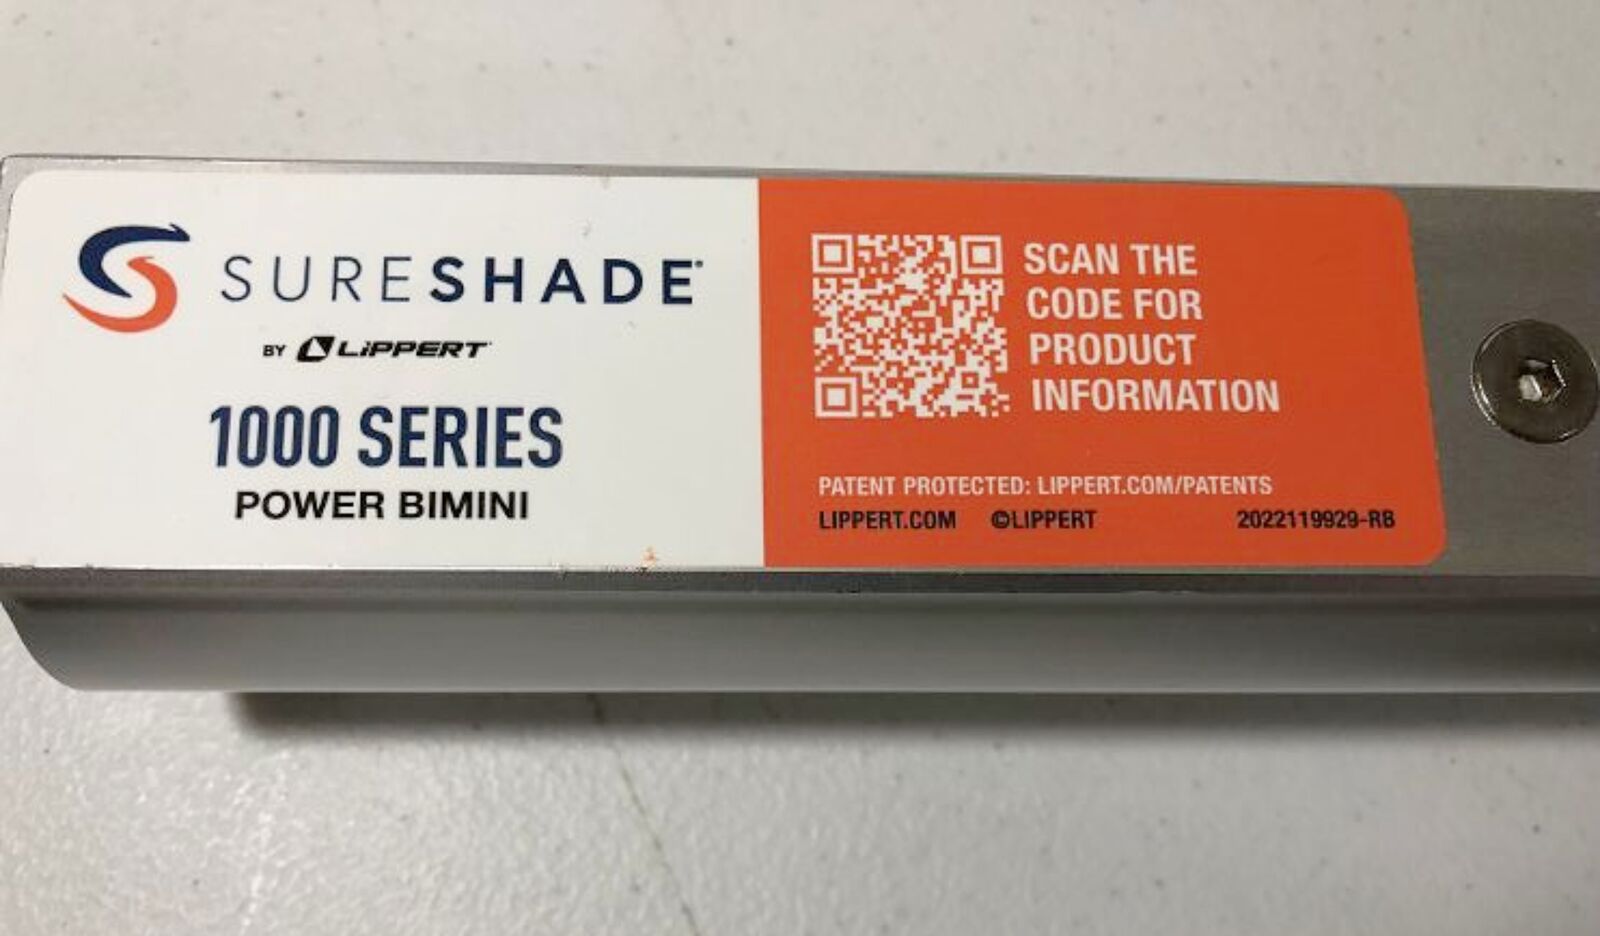 SURESHADE
BY LiPPERT
1000 SERIES
POWER BIMINI
SCAN THE
CODE FOR
PRODUCT
INFORMATION
PATENT PROTECTED: LIPPERT.COM/PATENTS
LIPPERT.COM ©LIPPERT 2022119929-RB